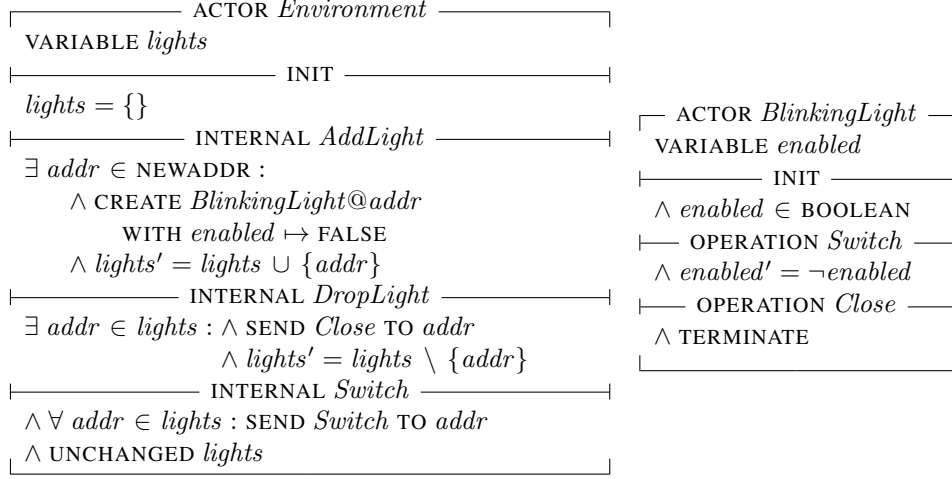 ACTOR Environment
VARIABLE lights
INIT
lights = {}
INTERNAL AddLight
∃ addr ∈ NEWADDR :
∧ CREATE BlinkingLight@addr
WITH enabled ↦ FALSE
∧ lights′ = lights ∪ {addr}
INTERNAL DropLight
∃ addr ∈ lights : ∧ SEND Close TO addr
∧ lights′ = lights \ {addr}
INTERNAL Switch
∧ ∀ addr ∈ lights : SEND Switch TO addr
∧ UNCHANGED lights
ACTOR BlinkingLight
VARIABLE enabled
INIT
∧ enabled ∈ BOOLEAN
OPERATION Switch
∧ enabled′ = ¬enabled
OPERATION Close
∧ TERMINATE